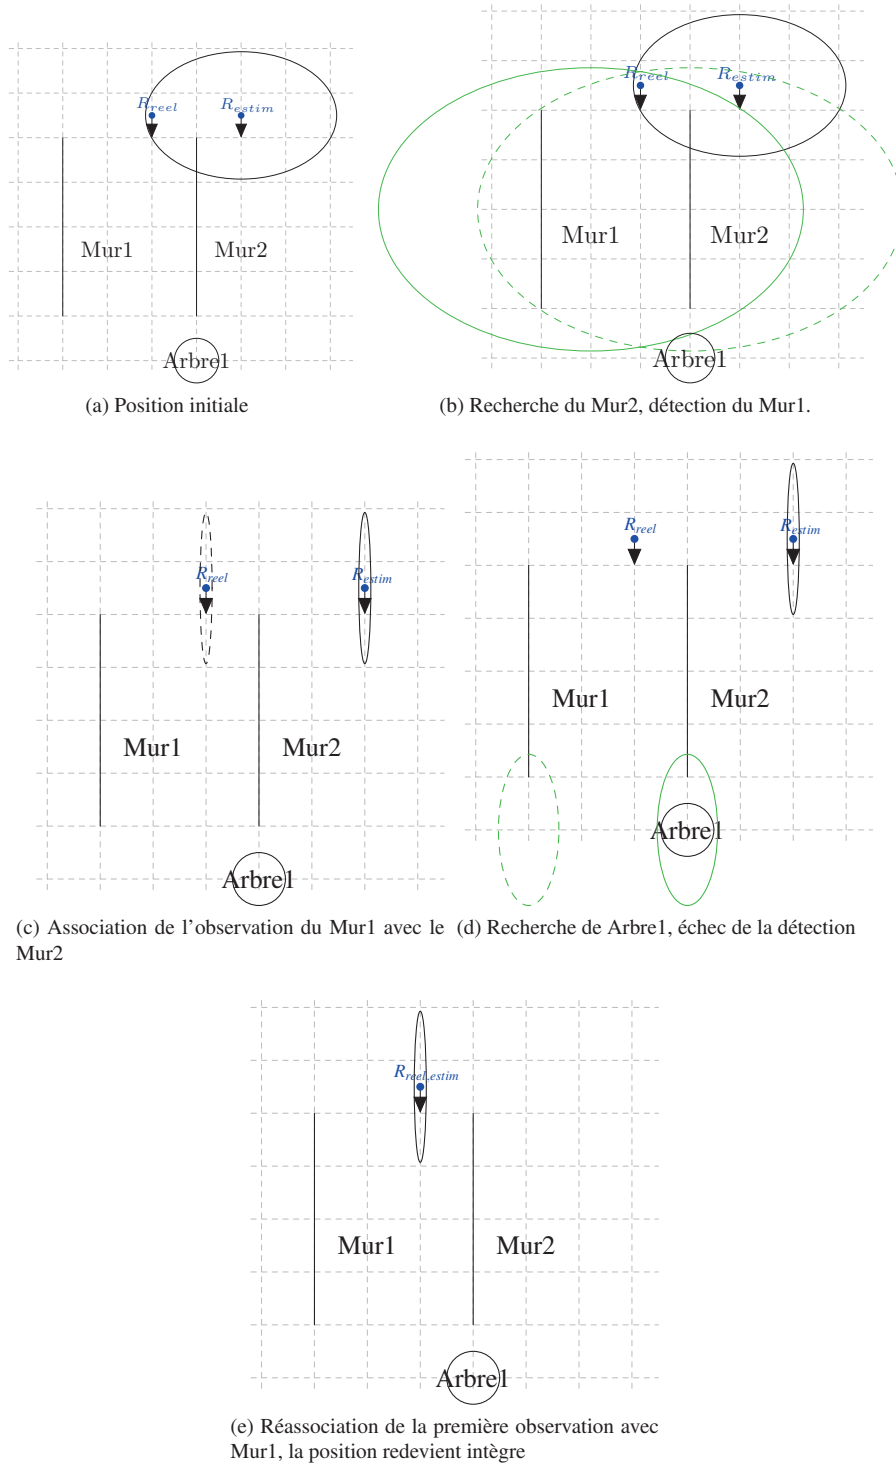 R_reel R_estim
Mur1 Mur2
Arbre1
(a) Position initiale
R_reel R_estim
Mur1 Mur2
Arbre1
(b) Recherche du Mur2, détection du Mur1.
R_reel R_estim
Mur1 Mur2
Arbre1
(c) Association de l'observation du Mur1 avec le
Mur2
R_reel R_estim
Mur1 Mur2
Arbre1
(d) Recherche de Arbre1, échec de la détection
R_reel,estim
Mur1 Mur2
Arbre1
(e) Réassociation de la première observation avec
Mur1, la position redevient intègre